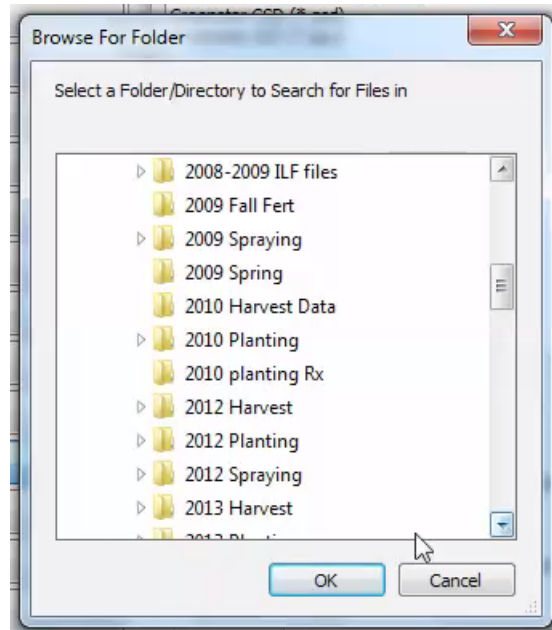 Browse For Folder
Select a Folder/Directory to Search for Files in
2008-2009 ILF files
2009 Fall Fert
2009 Spraying
2009 Spring
2010 Harvest Data
2010 Planting
2010 planting Rx
2012 Harvest
2012 Planting
2012 Spraying
2013 Harvest
OK
Cancel